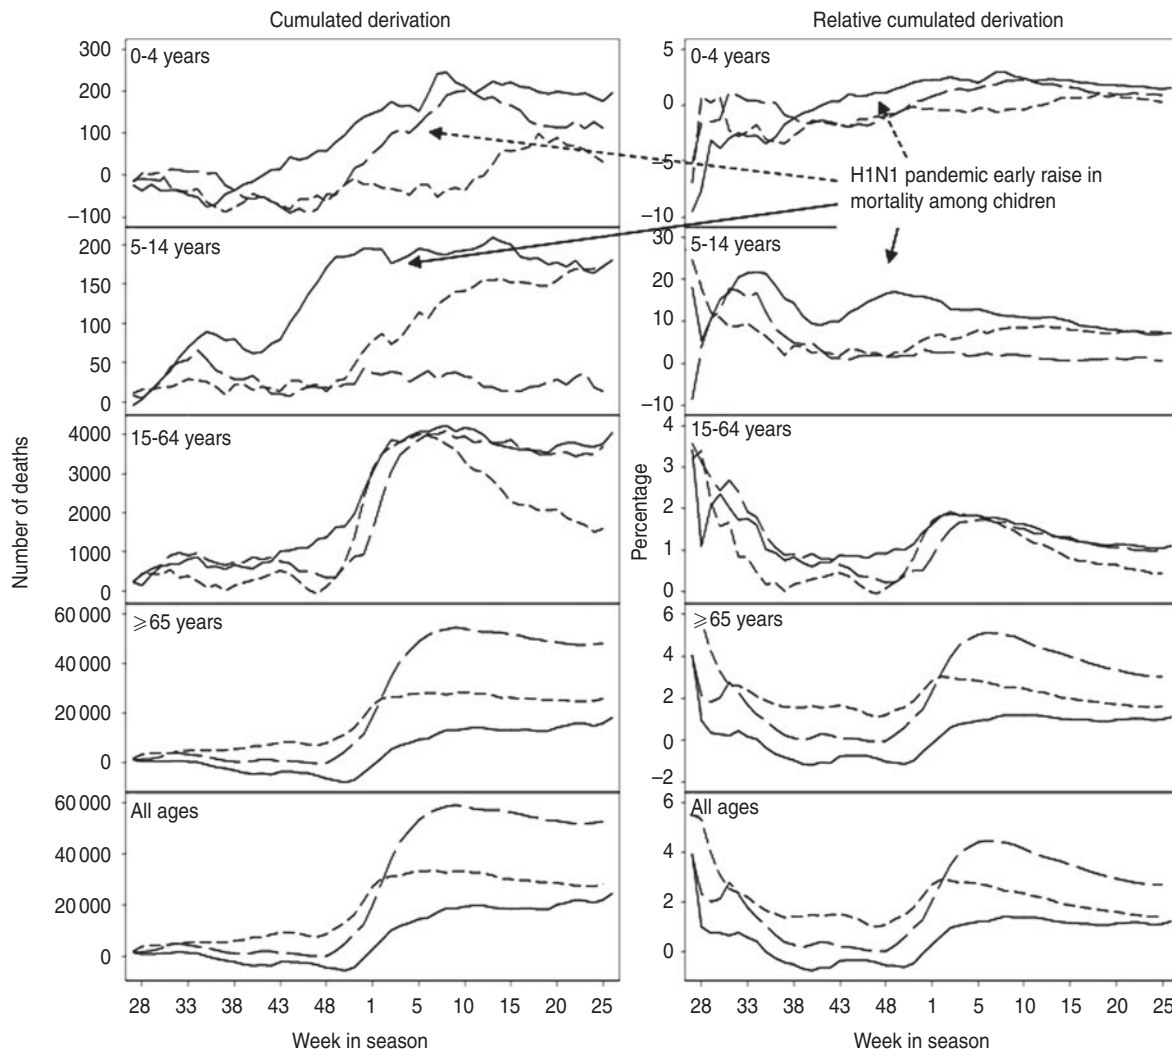 Cumulated derivation
Relative cumulated derivation
Number of deaths
0-4 years
300
200
100
0
–100
5-14 years
200
150
100
50
0
15-64 years
4000
3000
2000
1000
0
⩾65 years
60 000
40 000
20 000
0
All ages
60 000
40 000
20 000
0
28 33 38 43 48 1 5 10 15 20 25
Week in season
Percentage
0-4 years
5
0
–5
–10
H1N1 pandemic early raise in
mortality among chidren
5-14 years
30
20
10
0
–10
15-64 years
4
3
2
1
0
⩾65 years
6
4
2
0
–2
All ages
6
4
2
0
28 33 38 43 48 1 5 10 15 20 25
Week in season